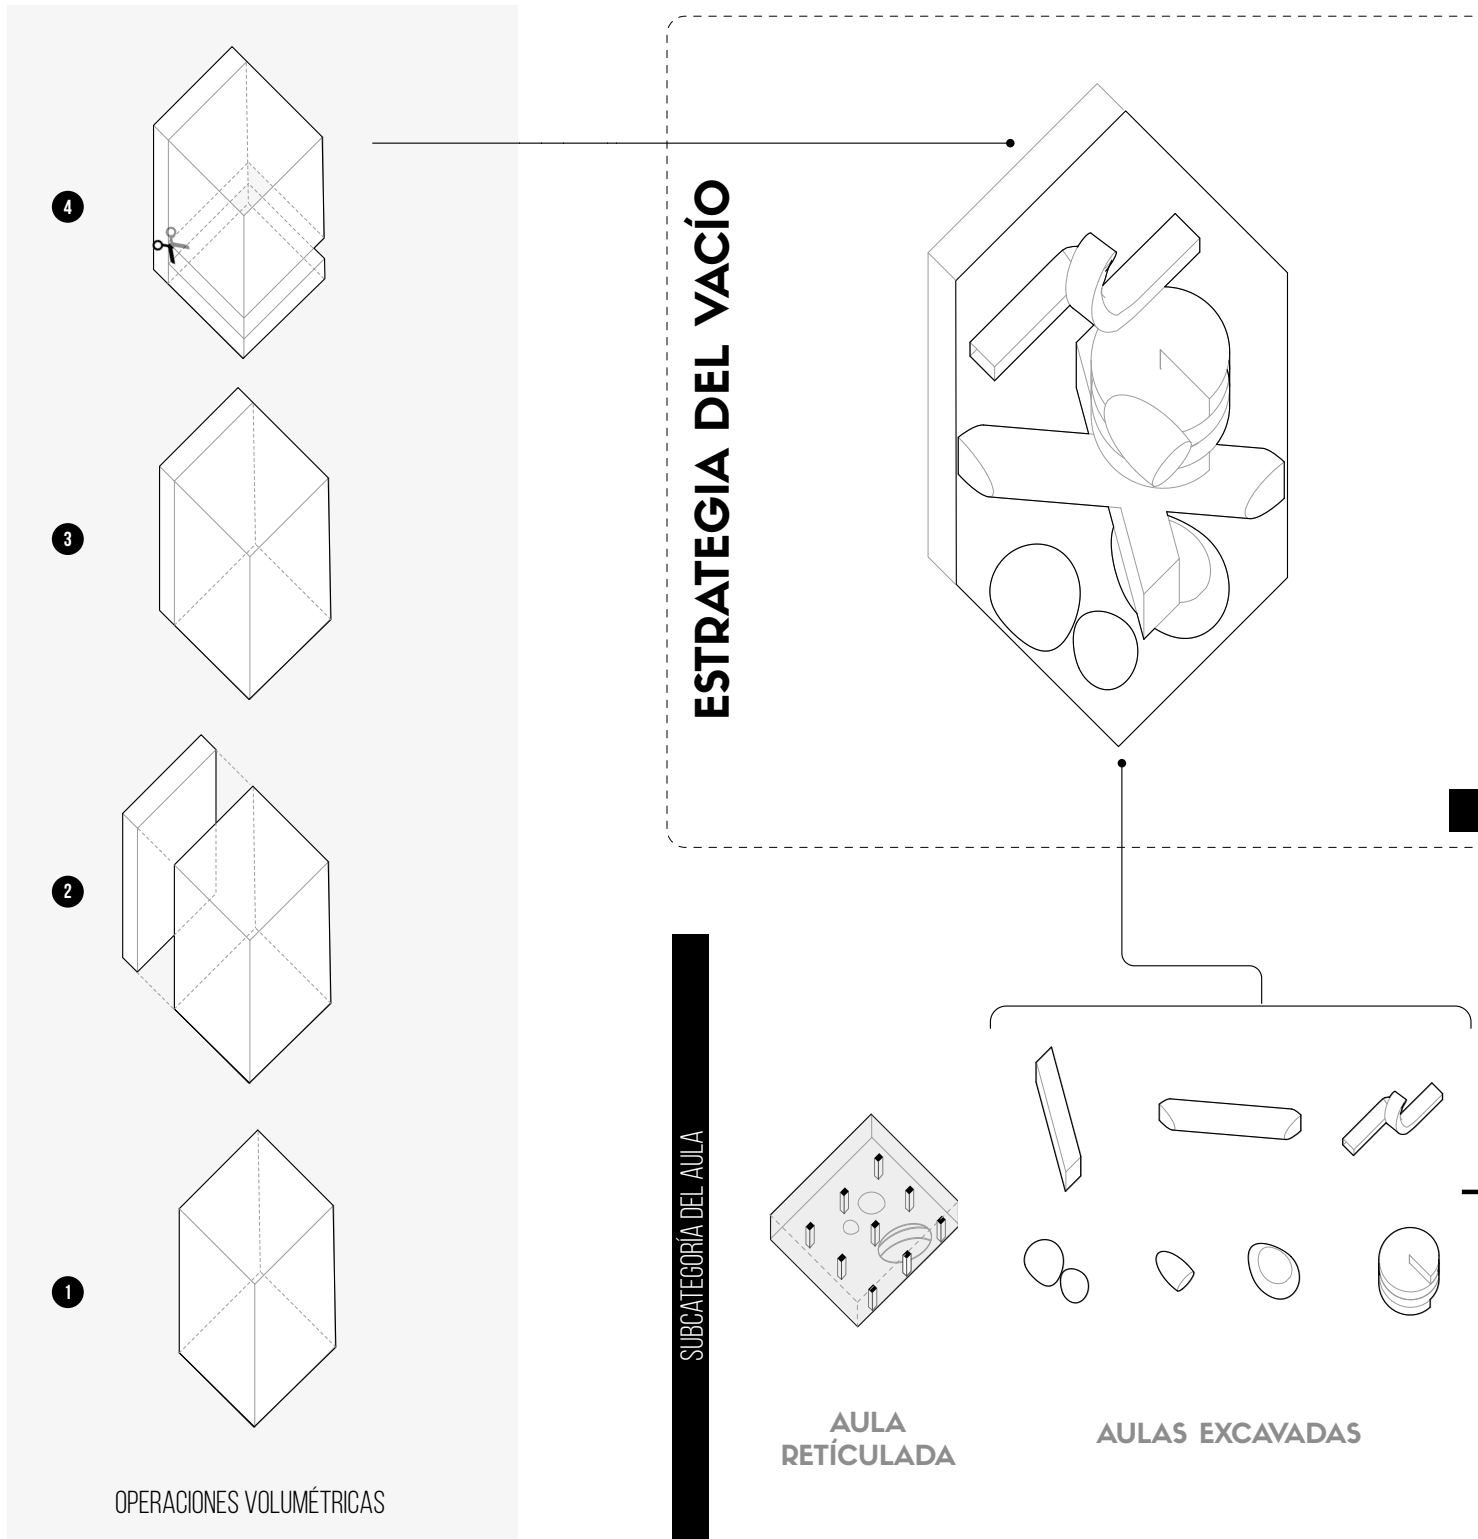 4
3
2
1
OPERACIONES VOLUMÉTRICAS
ESTRATEGIA DEL VACÍO
SUBCATEGORÍA DEL AULA
AULA
RETÍCULADA
AULAS EXCAVADAS